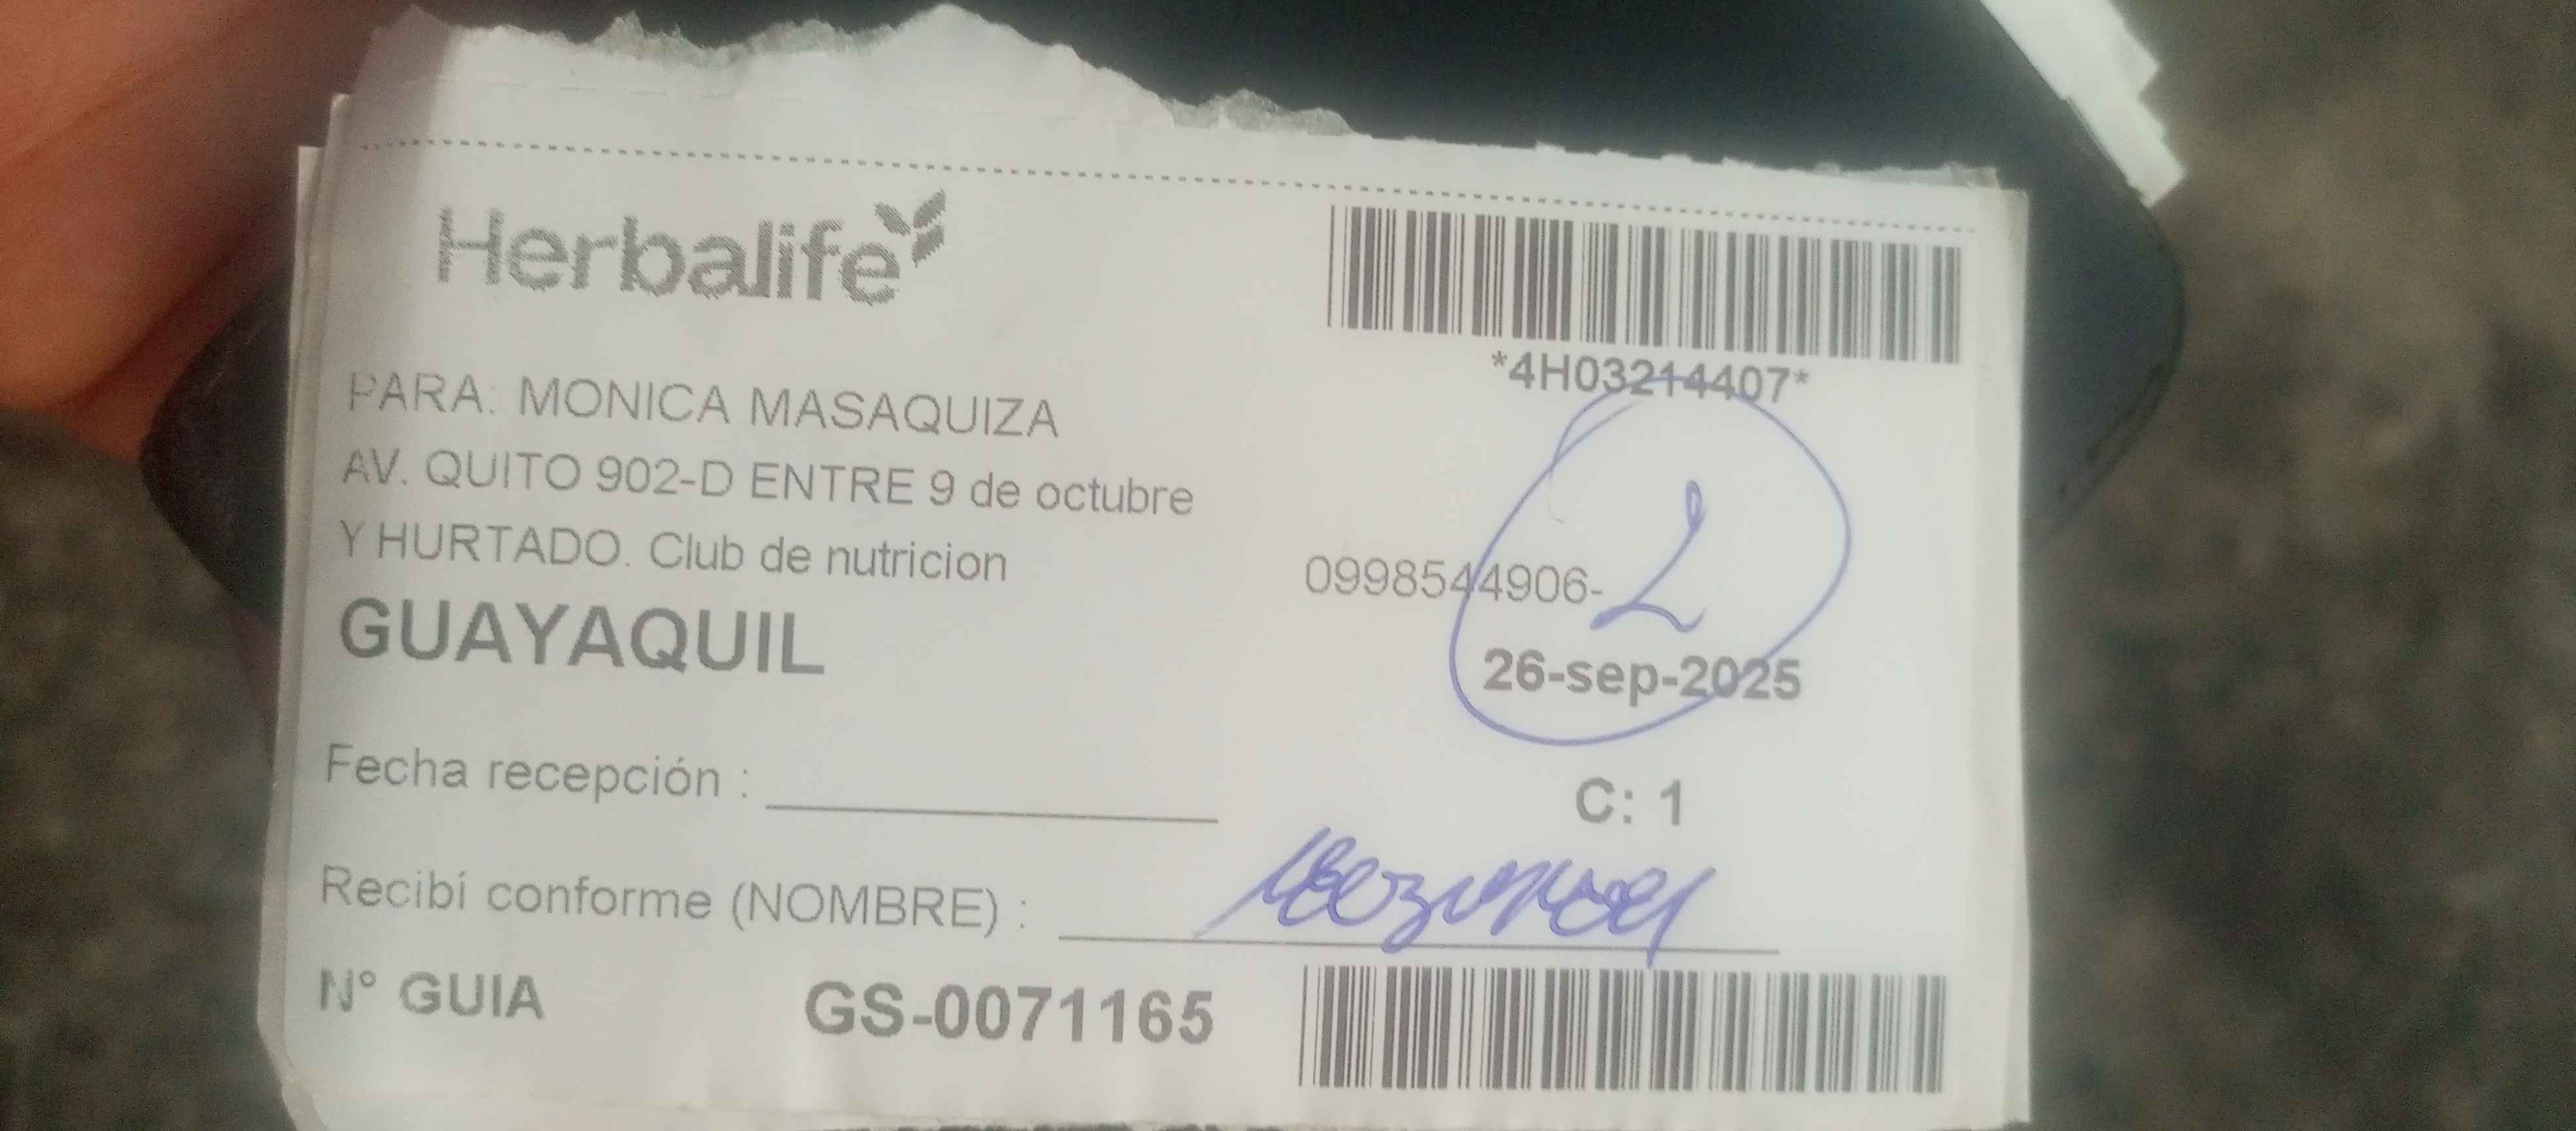 Herbalife
*4H03214407*
PARA: MONICA MASAQUIZA
AV. QUITO 902-D ENTRE 9 de octubre
Y HURTADO. Club de nutricion
0998544906-
2
GUAYAQUIL
26-sep-2025
Fecha recepción :
C: 1
Recibí conforme (NOMBRE) :
N° GUIA GS-0071165